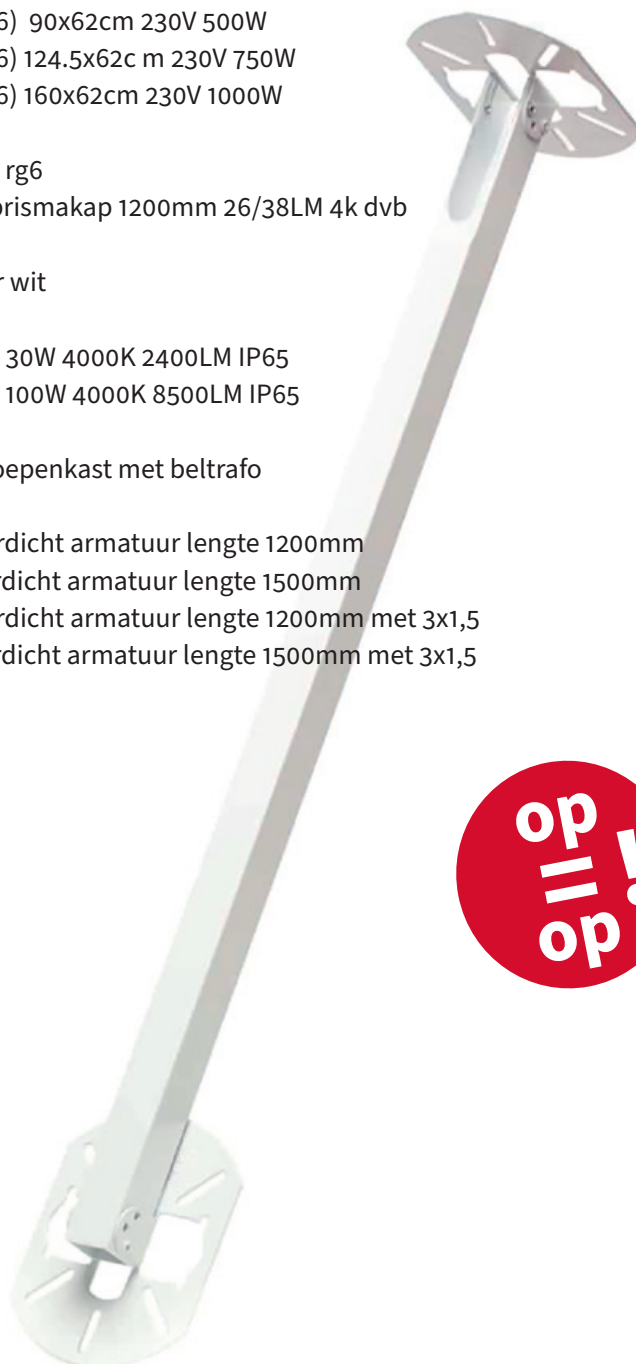 6) 90x62cm 230V 500W
6) 124.5x62c m 230V 750W
6) 160x62cm 230V 1000W
rg6
prismakap 1200mm 26/38LM 4k dvb
r wit
30W 4000K 2400LM IP65
100W 4000K 8500LM IP65
oepenkast met beltrafo
rdicht armatuur lengte 1200mm
rdicht armatuur lengte 1500mm
rdicht armatuur lengte 1200mm met 3x1,5
rdicht armatuur lengte 1500mm met 3x1,5
op
= !
op